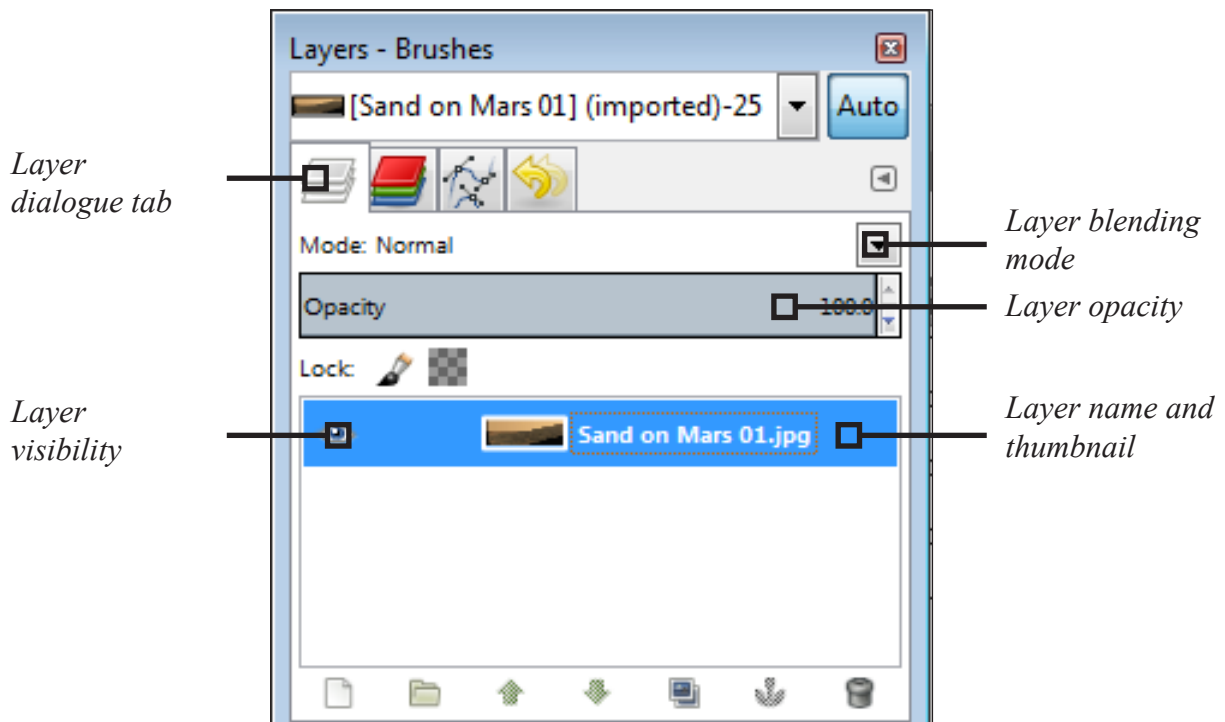 Layers - Brushes
[Sand on Mars 01] (imported)-25
Auto
Layer
dialogue tab
Mode: Normal
Layer blending
mode
Opacity
100.0
Layer opacity
Lock:
Layer
visibility
Sand on Mars 01.jpg
Layer name and
thumbnail